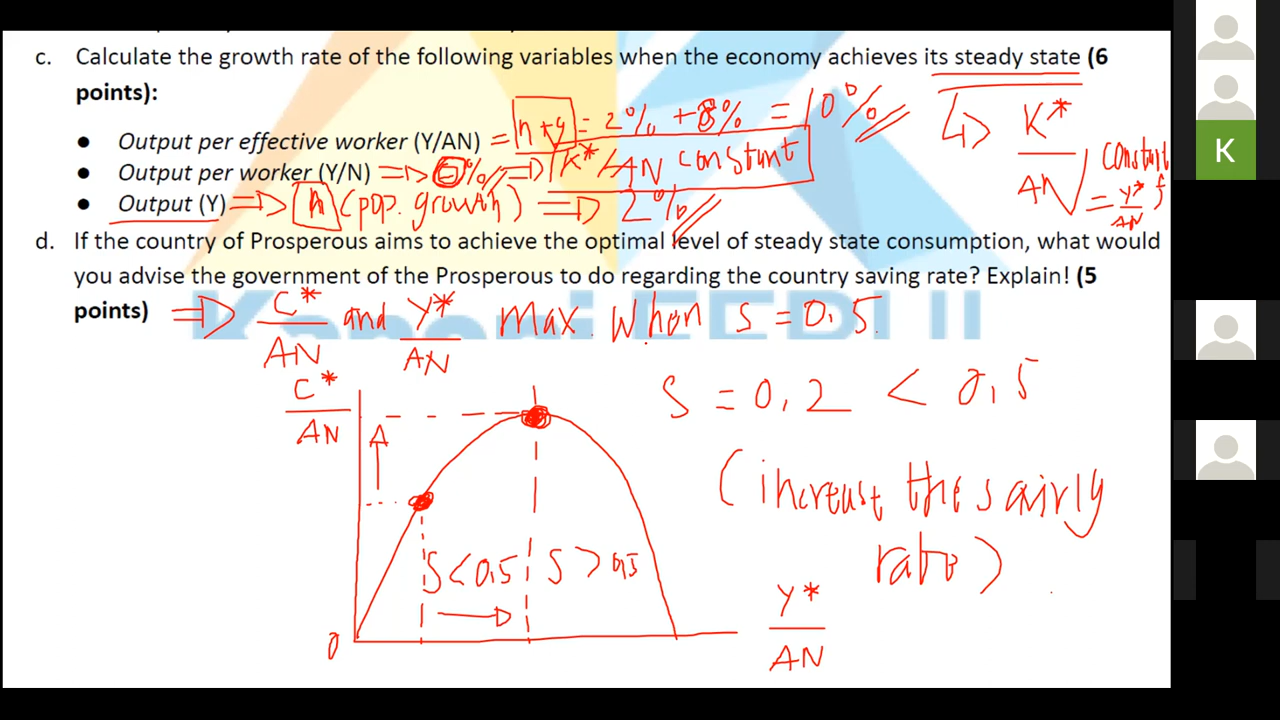 c. Calculate the growth rate of the following variables when the economy achieves its steady state (6
points):
● Output per effective worker (Y/AN) = n+g = 2% + 8% = 10%
● Output per worker (Y/N) ⇒ 0% ⇒ K*/AN constant
● Output (Y) ⇒ n (pop. growth) ⇒ 2%
↳ K*/AN constant = Y*/AN
d. If the country of Prosperous aims to achieve the optimal level of steady state consumption, what would
you advise the government of the Prosperous to do regarding the country saving rate? Explain! (5
points) ⇒ C*/AN and Y*/AN max. when s = 0,5.
C*/AN
S = 0,2 < 0,5
A
(increase the
rate)
S < 0,5 S > 0,5
0
Y*/AN
K